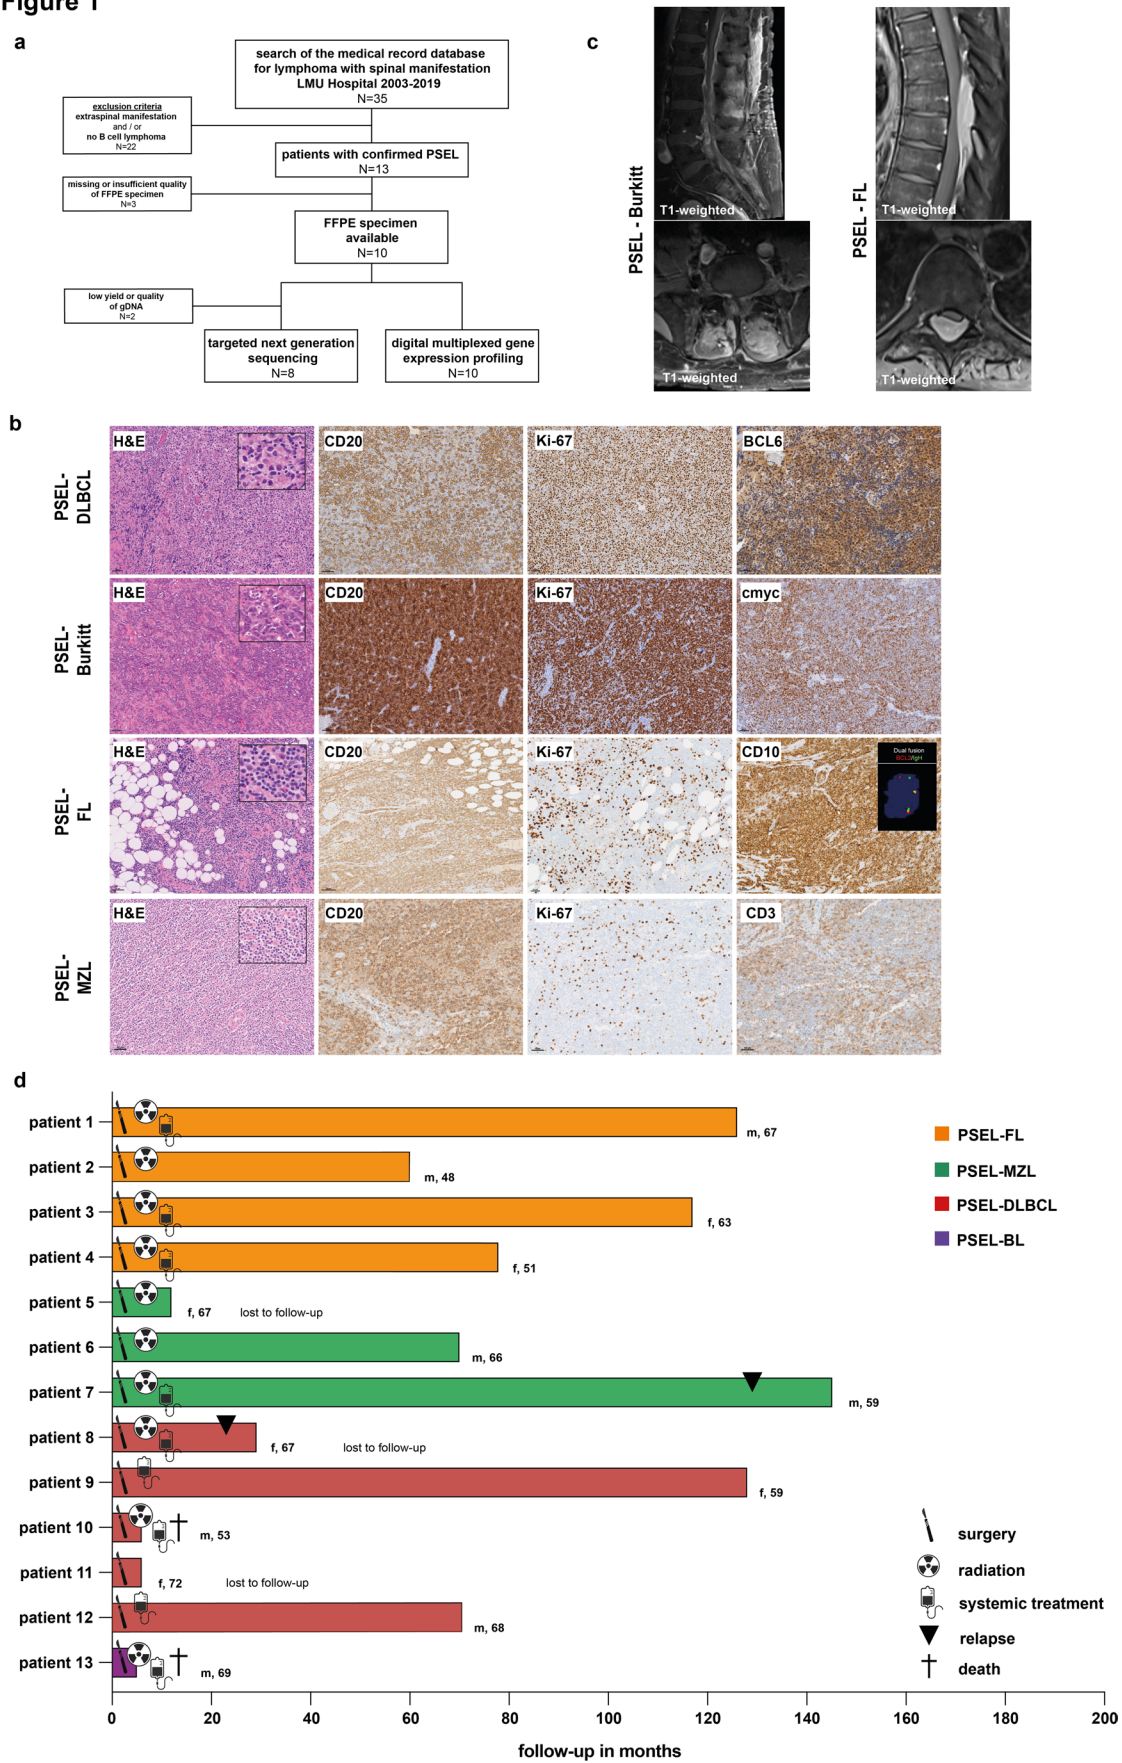 Figure 1
a
search of the medical record database
for lymphoma with spinal manifestation
LMU Hospital 2003-2019
N=35
exclusion criteria
extraspinal manifestation
and / or
no B cell lymphoma
N=22
patients with confirmed PSEL
N=13
missing or insufficient quality
of FFPE specimen
N=3
FFPE specimen
available
N=10
low yield or quality
of gDNA
N=2
targeted next generation
sequencing
N=8
digital multiplexed gene
expression profiling
N=10
c
PSEL - Burkitt
T1-weighted
T1-weighted
PSEL - FL
T1-weighted
T1-weighted
b
PSEL-
DLBCL
H&E
CD20
Ki-67
BCL6
PSEL-
Burkitt
H&E
CD20
Ki-67
cmyc
PSEL-
FL
H&E
CD20
Ki-67
CD10
Dual fusion
BCL2/IgH
PSEL-
MZL
H&E
CD20
Ki-67
CD3
d
patient 1
m, 67
patient 2
m, 48
patient 3
f, 63
patient 4
f, 51
patient 5
f, 67 lost to follow-up
patient 6
m, 66
patient 7
m, 59
patient 8
f, 67 lost to follow-up
patient 9
f, 59
patient 10
m, 53
patient 11
f, 72 lost to follow-up
patient 12
m, 68
patient 13
m, 69
PSEL-FL
PSEL-MZL
PSEL-DLBCL
PSEL-BL
surgery
radiation
systemic treatment
relapse
death
0 20 40 60 80 100 120 140 160 180 200
follow-up in months